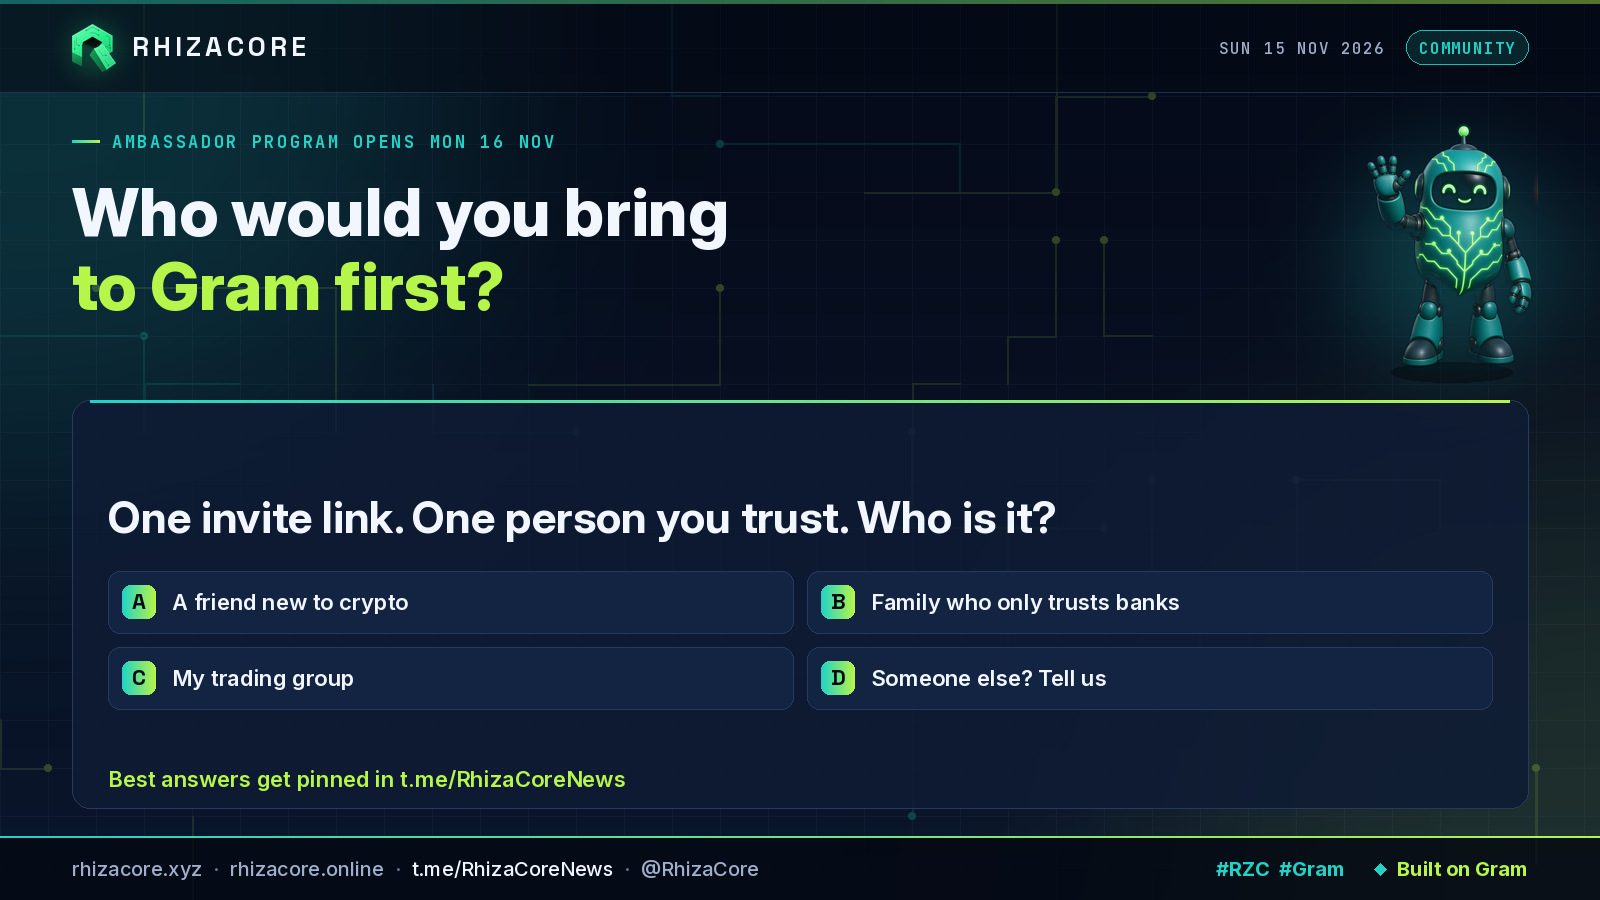 RHIZACORE
SUN 15 NOV 2026
COMMUNITY
AMBASSADOR PROGRAM OPENS MON 16 NOV
Who would you bring
to Gram first?
One invite link. One person you trust. Who is it?
A A friend new to crypto
B Family who only trusts banks
C My trading group
D Someone else? Tell us
Best answers get pinned in t.me/RhizaCoreNews
rhizacore.xyz · rhizacore.online · t.me/RhizaCoreNews · @RhizaCore
#RZC #Gram ◆ Built on Gram